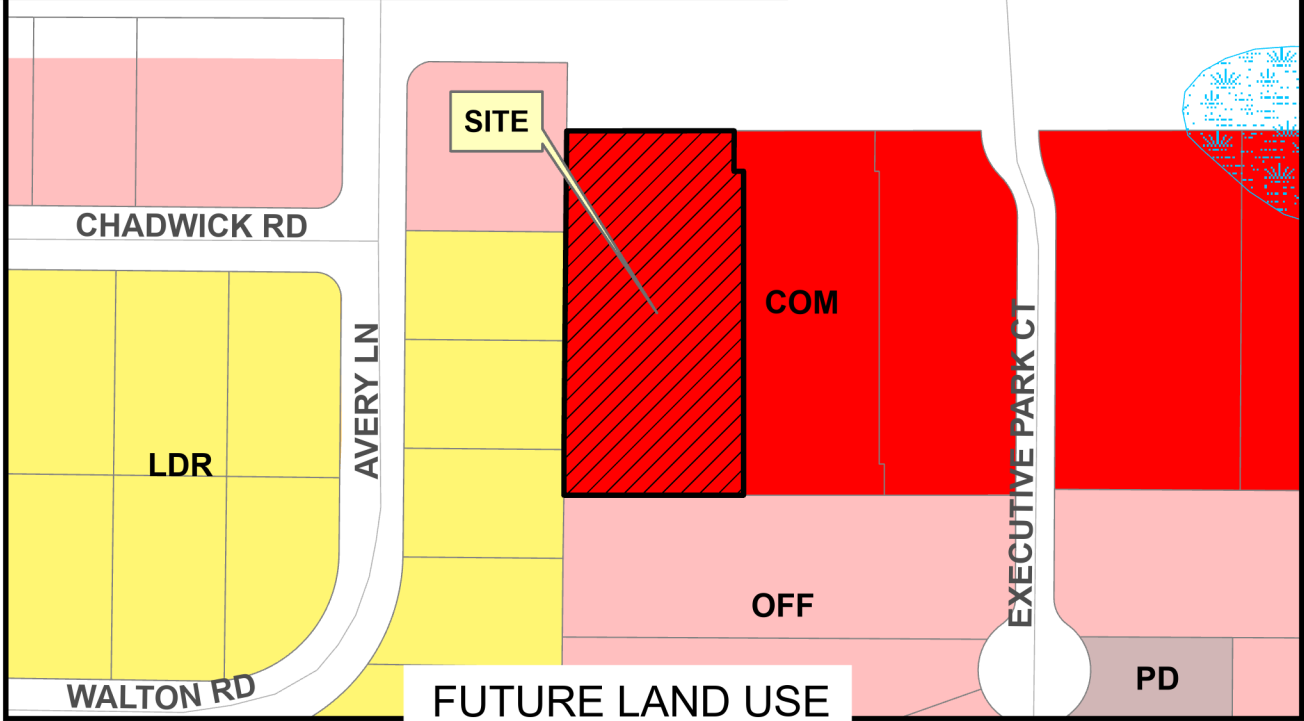 SITE
CHADWICK RD
COM
AVERY LN
EXECUTIVE PARK CT
LDR
OFF
PD
WALTON RD
FUTURE LAND USE